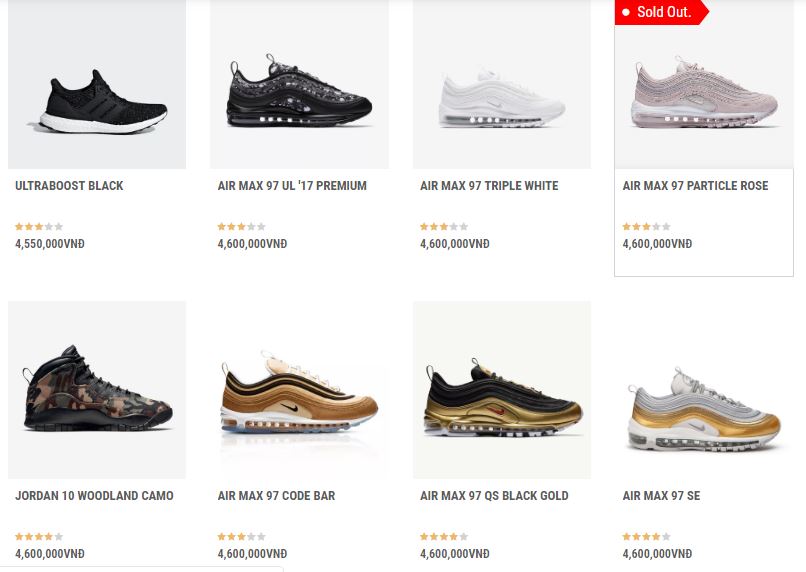 Sold Out.
ULTRABOOST BLACK
AIR MAX 97 UL '17 PREMIUM
AIR MAX 97 TRIPLE WHITE
AIR MAX 97 PARTICLE ROSE
4,550,000VNĐ
4,600,000VNĐ
4,600,000VNĐ
4,600,000VNĐ
JORDAN 10 WOODLAND CAMO
AIR MAX 97 CODE BAR
AIR MAX 97 QS BLACK GOLD
AIR MAX 97 SE
4,600,000VNĐ
4,600,000VNĐ
4,600,000VNĐ
4,600,000VNĐ